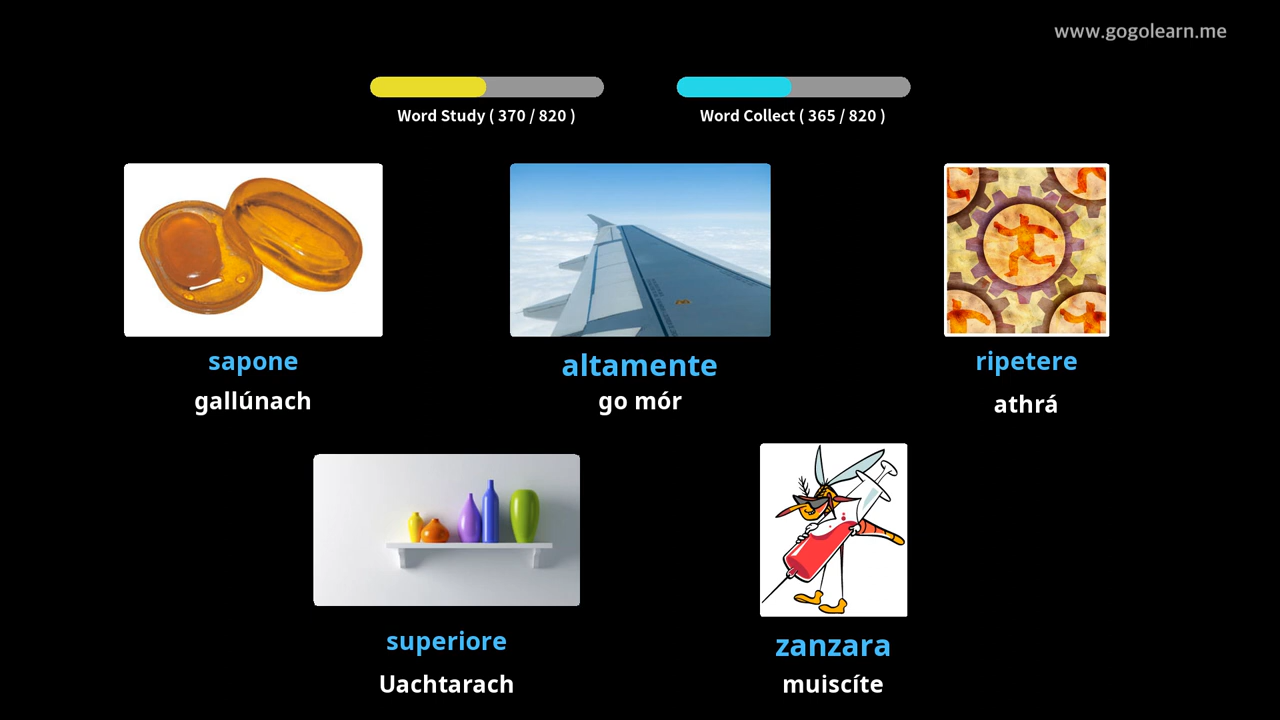 www.gogolearn.me
Word Study ( 370 / 820 )
Word Collect ( 365 / 820 )
sapone
gallúnach
altamente
go mór
ripetere
athrá
superiore
Uachtarach
zanzara
muiscíte